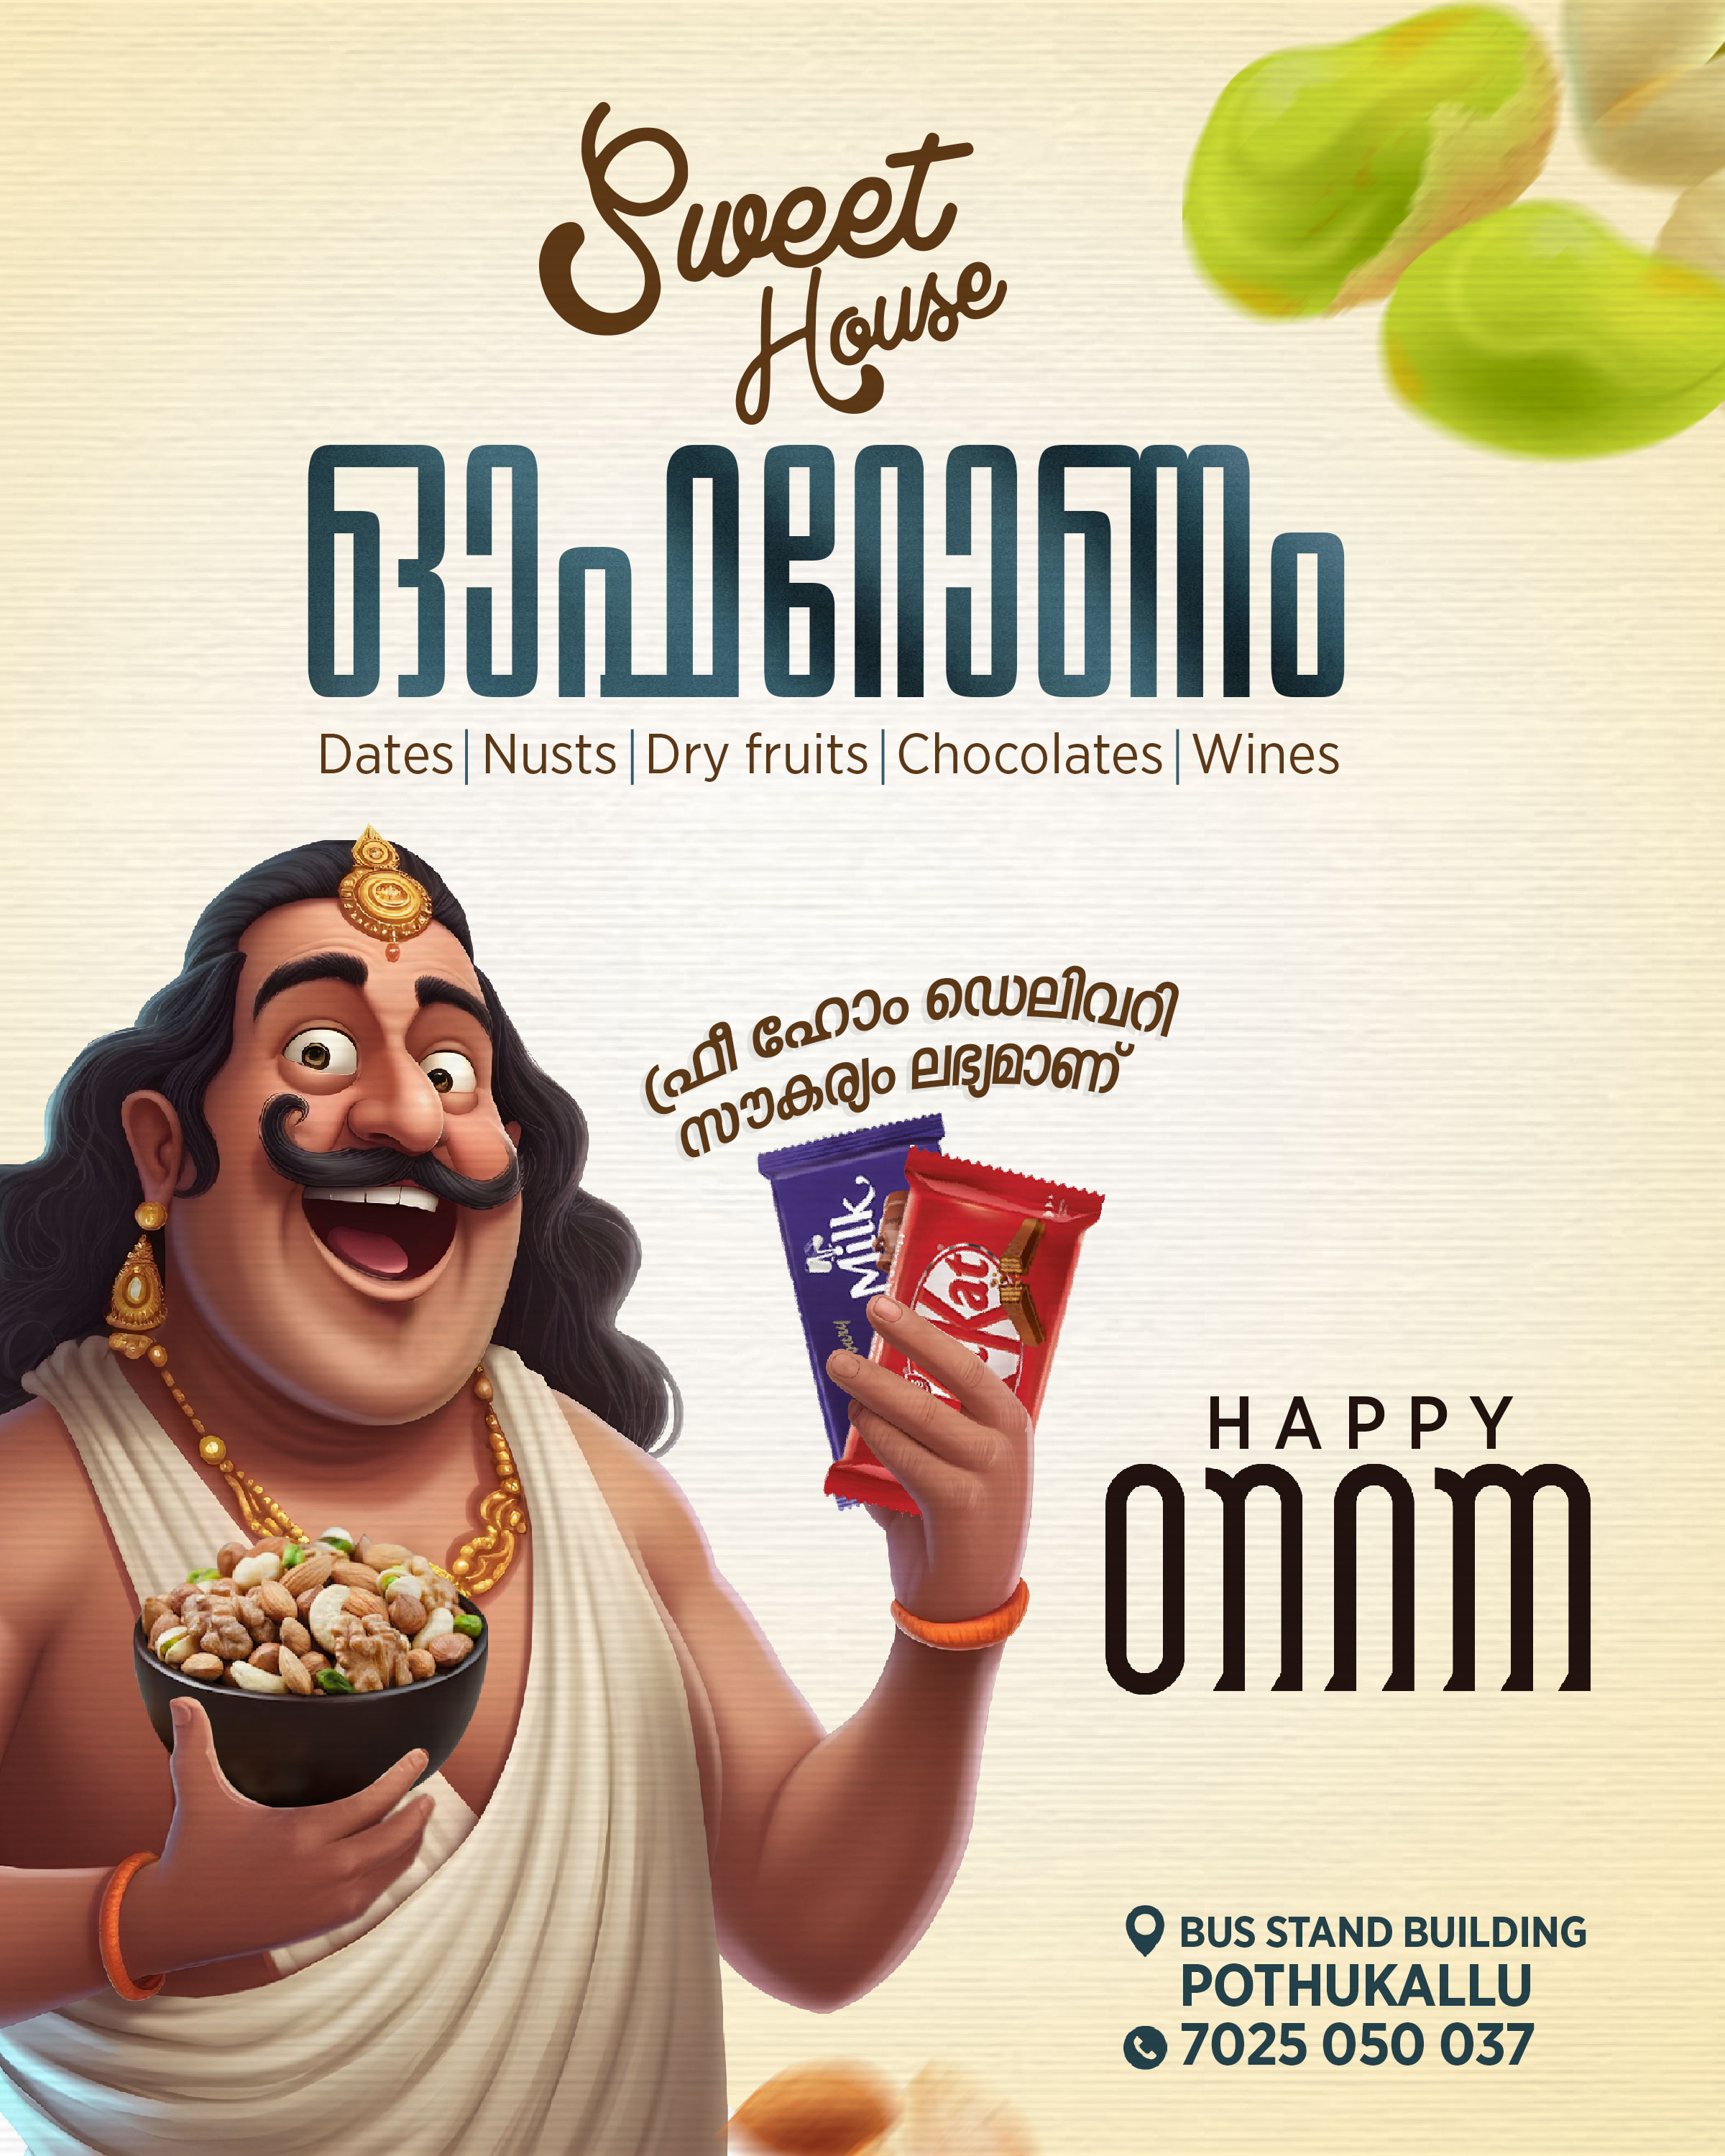 Sweet
House
ഓഫറോണം
Dates | Nusts | Dry fruits | Chocolates | Wines
ഫ്രീ ഹോം ഡെലിവറി
സൗകര്യം ലഭ്യമാണ്
Milk
Kat
HAPPY
onam
BUS STAND BUILDING
POTHUKALLU
7025 050 037